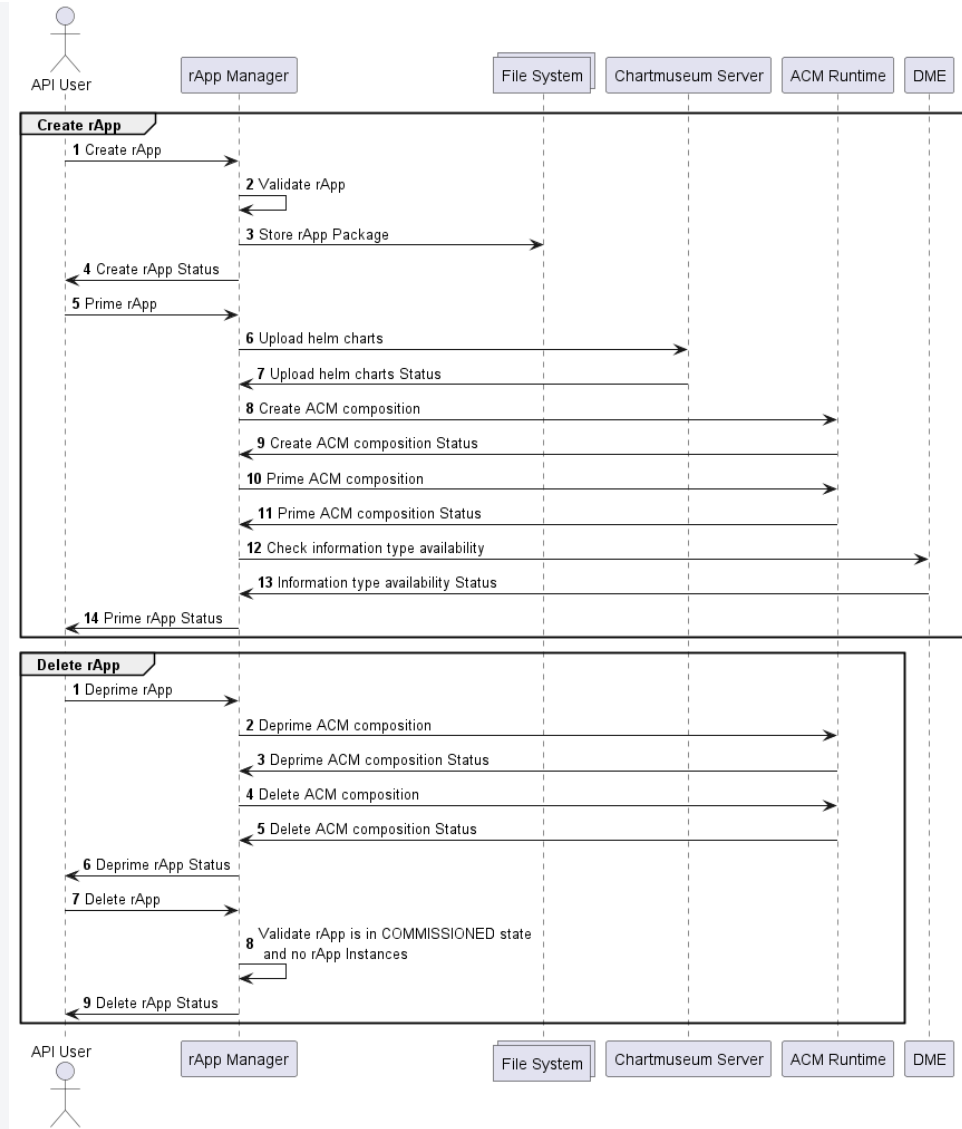 API User
rApp Manager
File System
Chartmuseum Server
ACM Runtime
DME
Create rApp
1 Create rApp
2 Validate rApp
3 Store rApp Package
4 Create rApp Status
5 Prime rApp
6 Upload helm charts
7 Upload helm charts Status
8 Create ACM composition
9 Create ACM composition Status
10 Prime ACM composition
11 Prime ACM composition Status
12 Check information type availability
13 Information type availability Status
14 Prime rApp Status
Delete rApp
1 Deprime rApp
2 Deprime ACM composition
3 Deprime ACM composition Status
4 Delete ACM composition
5 Delete ACM composition Status
6 Deprime rApp Status
7 Delete rApp
8 Validate rApp is in COMMISSIONED state
and no rApp Instances
9 Delete rApp Status
API User
rApp Manager
File System
Chartmuseum Server
ACM Runtime
DME